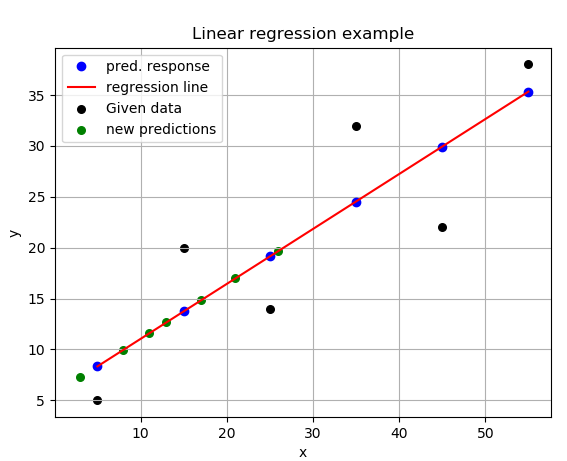 Linear regression example
pred. response
regression line
Given data
new predictions
35
30
25
20
15
10
5
y
10 20 30 40 50
x